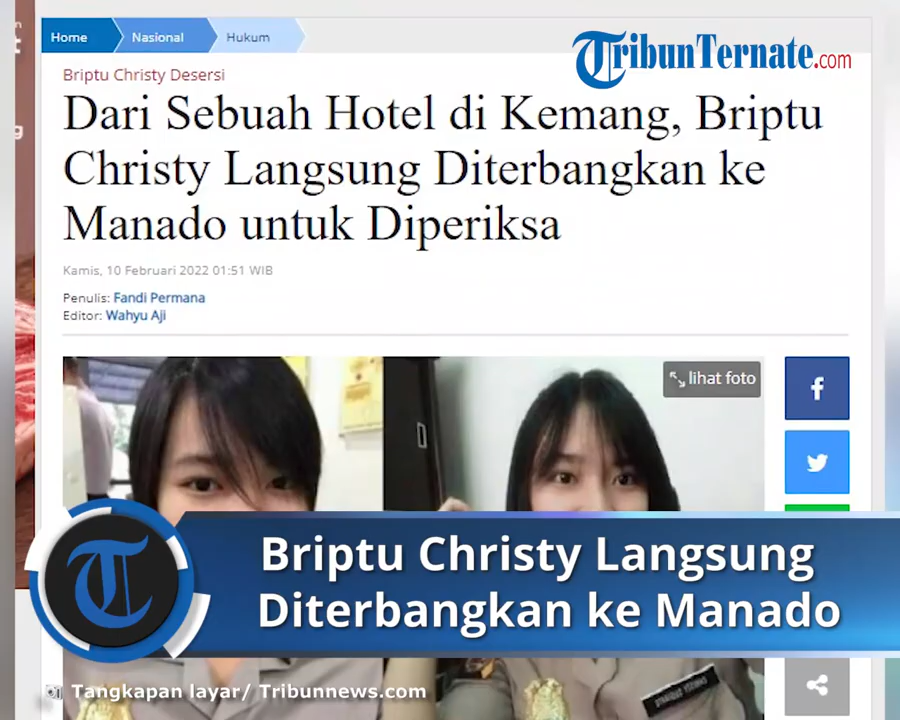 Home Nasional Hukum
TribunTernate.com
Briptu Christy Desersi
Dari Sebuah Hotel di Kemang, Briptu
Christy Langsung Diterbangkan ke
Manado untuk Diperiksa
Kamis, 10 Februari 2022 01:51 WIB
Penulis: Fandi Permana
Editor: Wahyu Aji
lihat foto
Briptu Christy Langsung
Diterbangkan ke Manado
Tangkapan layar/ Tribunnews.com